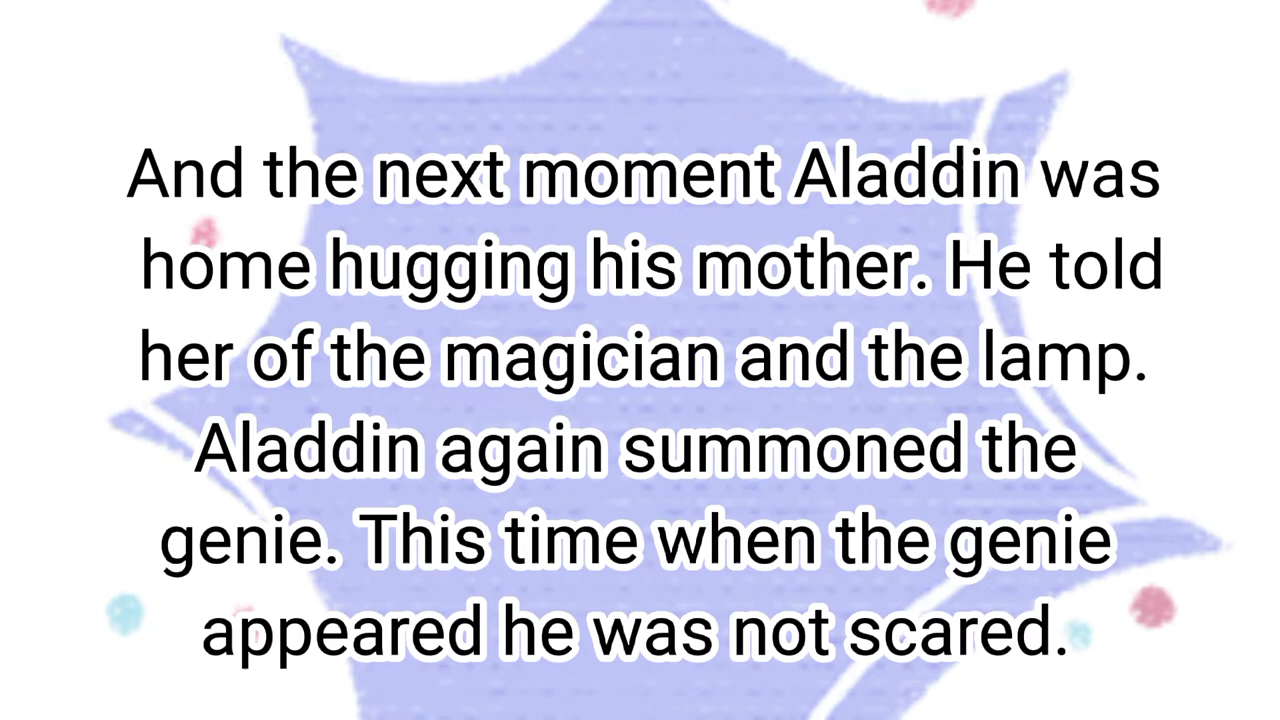 And the next moment Aladdin was
home hugging his mother. He told
her of the magician and the lamp.
Aladdin again summoned the
genie. This time when the genie
appeared he was not scared.